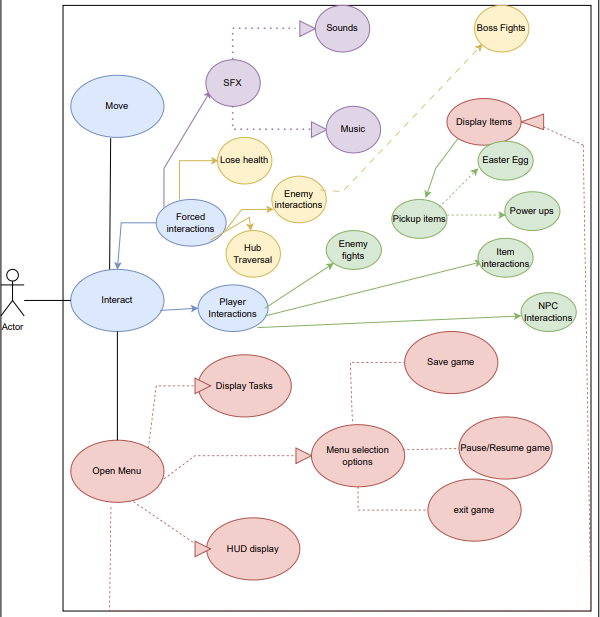 Sounds
Boss Fights
SFX
Move
Display Items
Music
Lose health
Easter Egg
Enemy
interactions
Power ups
Forced
interactions
Pickup items
Hub
Traversal
Enemy
fights
Item
interactions
Actor
Interact
Player
Interactions
NPC
Interactions
Save game
Display Tasks
Menu selection
options
Pause/Resume game
Open Menu
exit game
HUD display